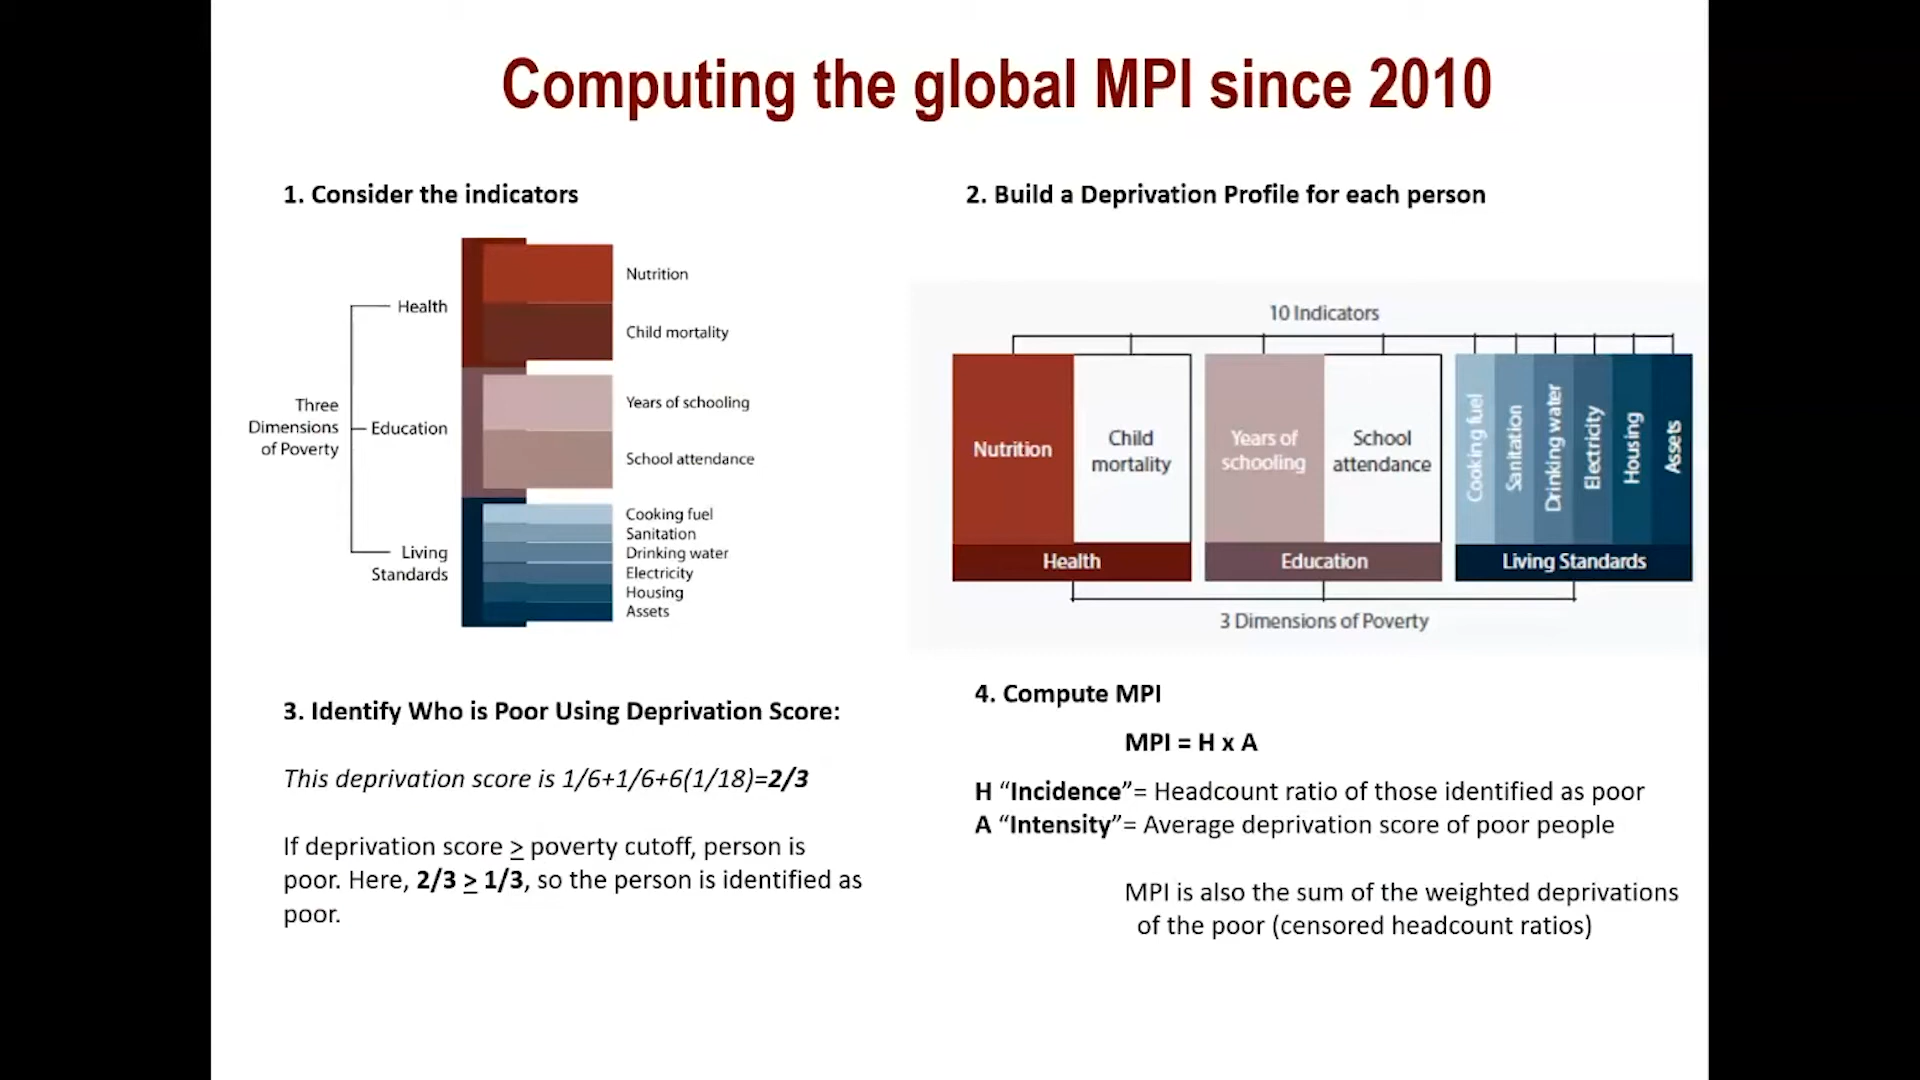 Computing the global MPI since 2010
1. Consider the indicators
Three
Dimensions
of Poverty
Health
Education
Living
Standards
Nutrition
Child mortality
Years of schooling
School attendance
Cooking fuel
Sanitation
Drinking water
Electricity
Housing
Assets
2. Build a Deprivation Profile for each person
10 Indicators
Nutrition
Child
mortality
Years of
schooling
School
attendance
Cooking fuel
Sanitation
Drinking water
Electricity
Housing
Assets
Health
Education
Living Standards
3 Dimensions of Poverty
3. Identify Who is Poor Using Deprivation Score:
This deprivation score is 1/6+1/6+6(1/18)=2/3
If deprivation score ≥ poverty cutoff, person is
poor. Here, 2/3 ≥ 1/3, so the person is identified as
poor.
4. Compute MPI
MPI = H x A
H “Incidence”= Headcount ratio of those identified as poor
A “Intensity”= Average deprivation score of poor people
MPI is also the sum of the weighted deprivations
of the poor (censored headcount ratios)